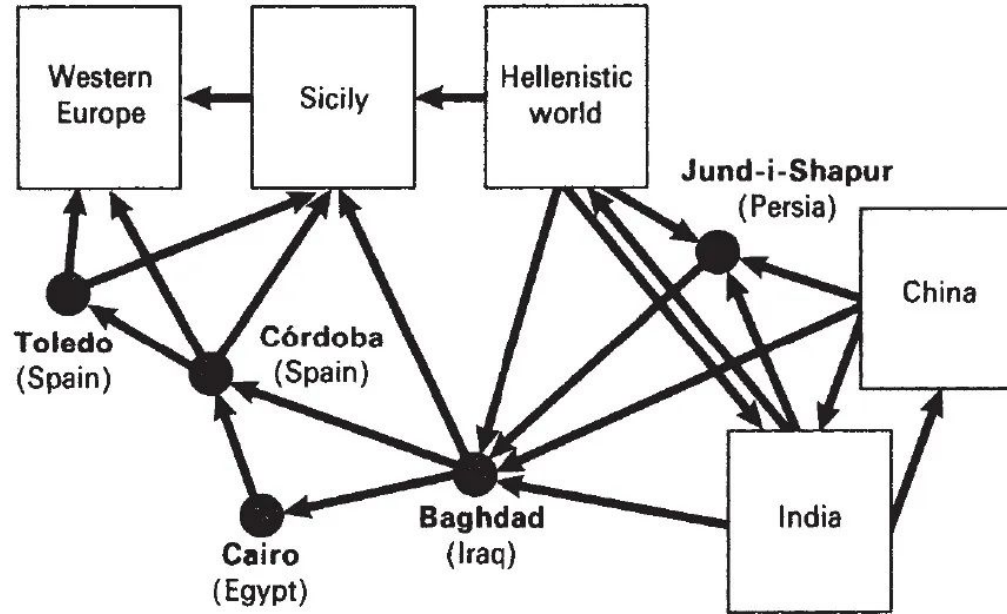 Western
Europe
Sicily
Hellenistic
world
Jund-i-Shapur
(Persia)
China
Toledo
(Spain)
Córdoba
(Spain)
Cairo
(Egypt)
Baghdad
(Iraq)
India